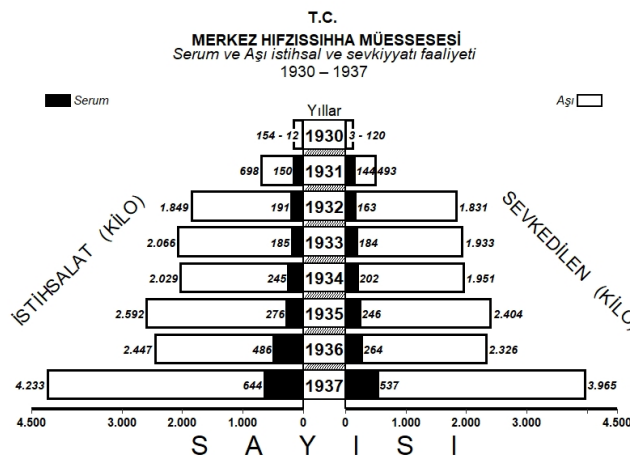 T.C.
MERKEZ HIFZISSIHHA MÜESSESESİ
Serum ve Aşı istihsal ve sevkiyyatı faaliyeti
1930 – 1937
Serum
Aşı
Yıllar
154 - 12 1930 3 - 120
698 150 1931 144 493
1.849 191 1932 163 1.831
2.066 185 1933 184 1.933
2.029 245 1934 202 1.951
2.592 276 1935 246 2.404
2.447 486 1936 264 2.326
4.233 644 1937 537 3.965
İSTİHSALAT (KİLO)
SEVKEDİLEN (KİLO)
4.500 3.000 2.000 1.000 0 0 1.000 2.000 3.000 4.500
S A Y I S I